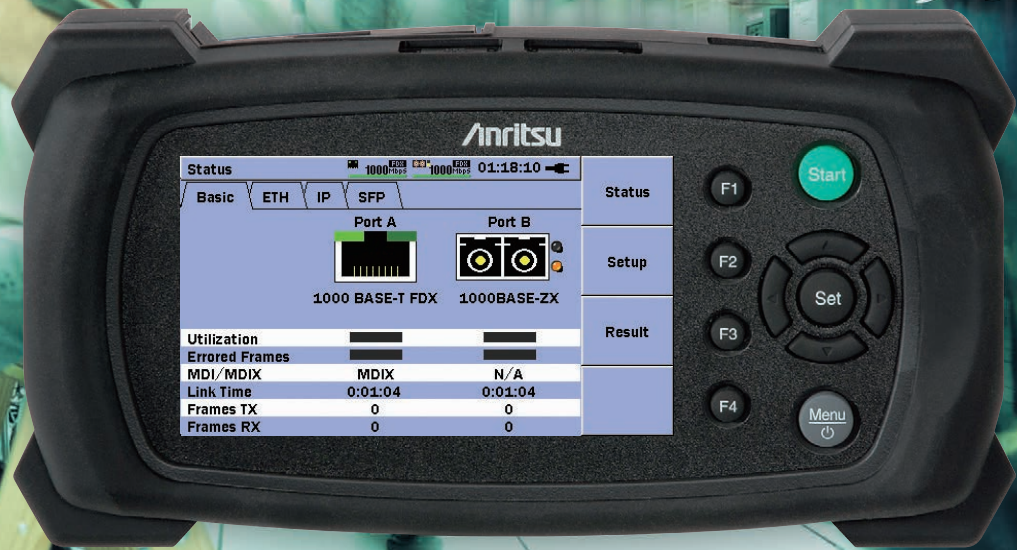 Anritsu
Status 1000 FDX Mbps 1000 FDX Mbps 01:18:10
Basic ETH IP SFP
Port A Port B
1000 BASE-T FDX 1000BASE-ZX
Utilization
Errored Frames
MDI/MDIX MDIX N/A
Link Time 0:01:04 0:01:04
Frames TX 0 0
Frames RX 0 0
Status
Setup
Result
F1
F2
F3
F4
Start
Set
Menu